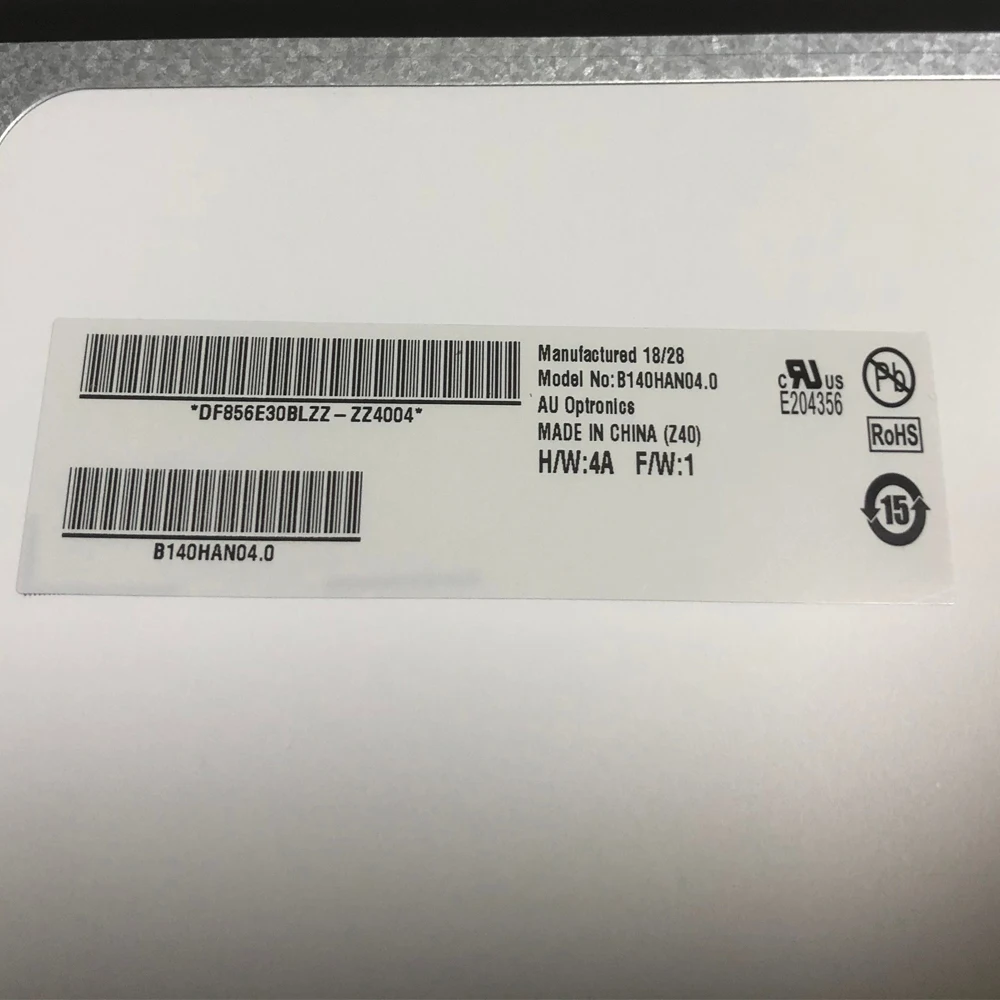 *DF856E30BLZZ-ZZ4004*
B140HAN04.0
Manufactured 18/28
Model No:B140HAN04.0
AU Optronics
MADE IN CHINA (Z40)
H/W:4A F/W:1
c RU US
E204356
Pb
RoHS
15